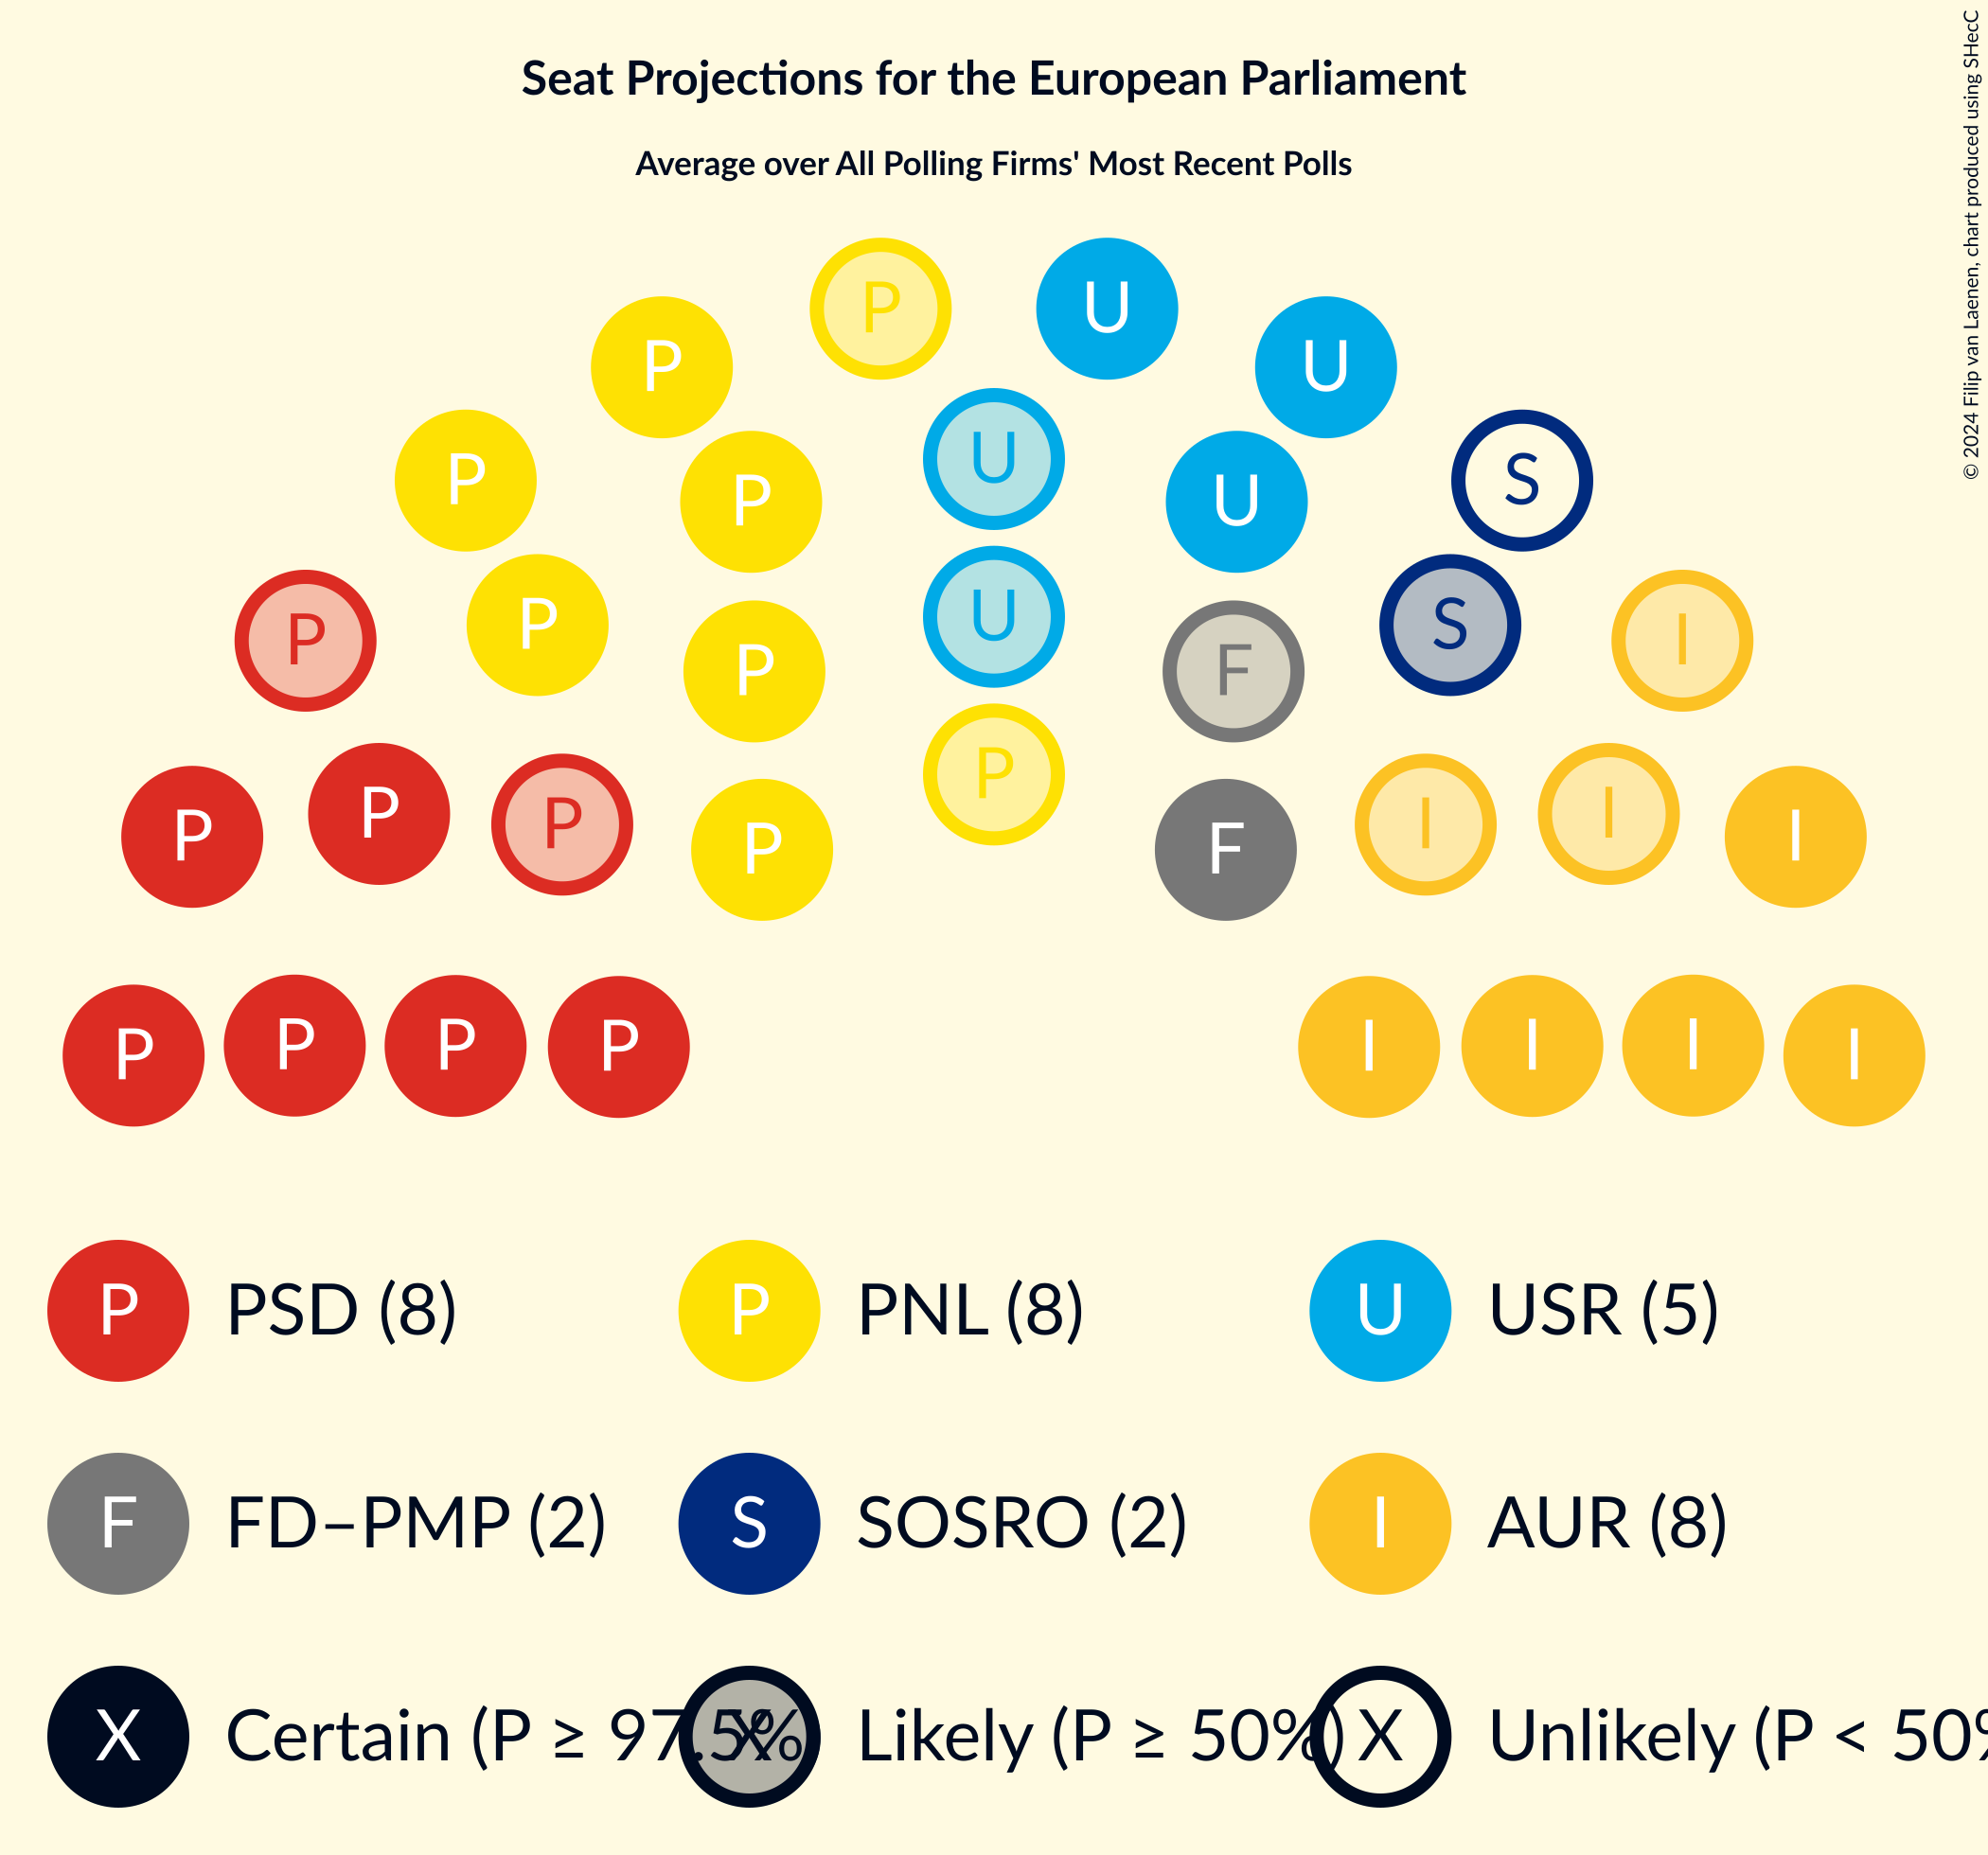 Seat Projections for the European Parliament
Average over All Polling Firms' Most Recent Polls
© 2024 Filip van Laenen, chart produced using SHecC
P U
P U
P U P U S
P P U F S I
P P P P P F I I I
P P P P I I I I
P PSD (8) P PNL (8) U USR (5)
F FD–PMP (2) S SOSRO (2) I AUR (8)
X Certain (P ≥ 97.5% X Likely (P ≥ 50%) X Unlikely (P < 50%